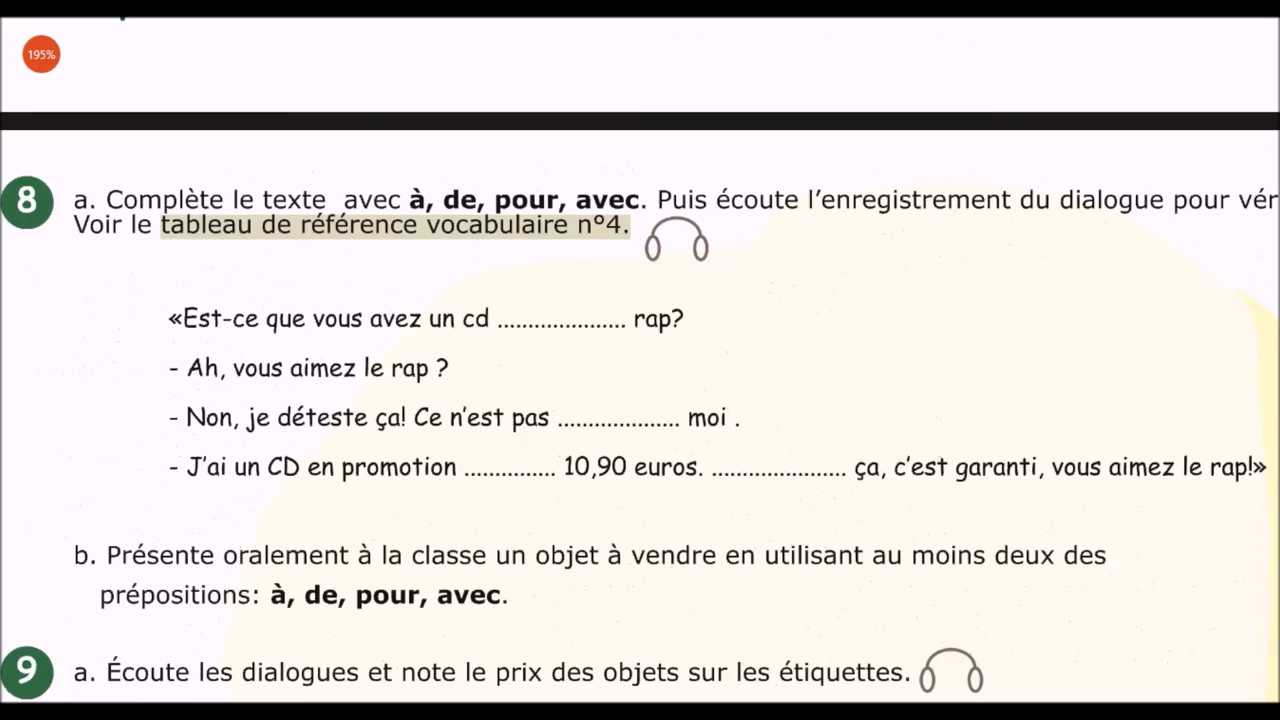 195%
8 a. Complète le texte avec à, de, pour, avec. Puis écoute l'enregistrement du dialogue pour
Voir le tableau de référence vocabulaire n°4.
«Est-ce que vous avez un cd ..................... rap?
- Ah, vous aimez le rap ?
- Non, je déteste ça! Ce n'est pas .................... moi .
- J'ai un CD en promotion ............... 10,90 euros. ...................... ça, c'est garanti, vous aimez le rap!»
b. Présente oralement à la classe un objet à vendre en utilisant au moins deux des
prépositions: à, de, pour, avec.
9 a. Écoute les dialogues et note le prix des objets sur les étiquettes.